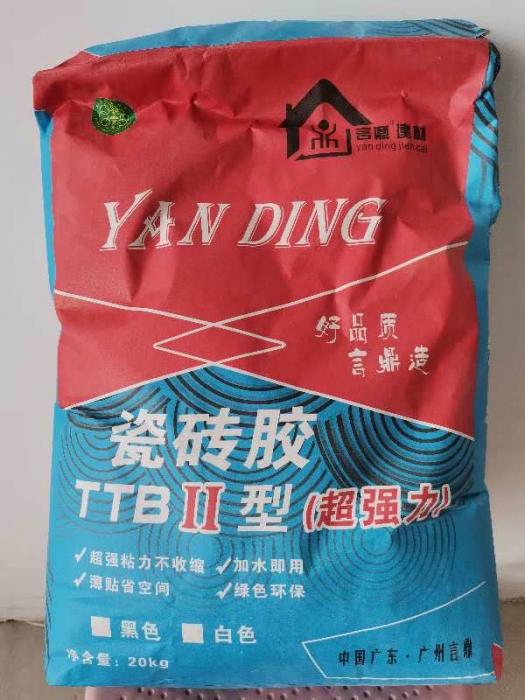 言鼎建材
yan ding jian cai
YAN DING
好品质
言鼎造
瓷砖胶
TTB II 型 (超强力)
✓超强粘力不收缩 ✓加水即用
✓薄贴省空间 ✓绿色环保
黑色 白色
净含量: 20kg
中国广东·广州言鼎